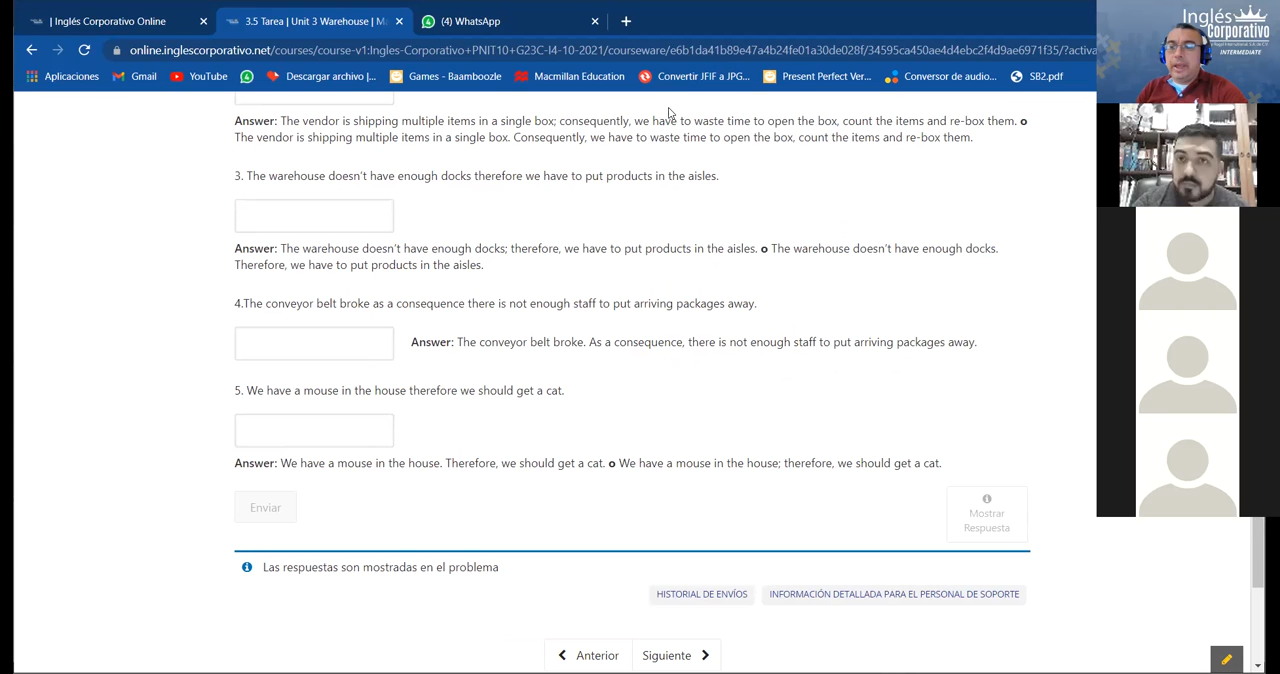 | Inglés Corporativo Online
3.5 Tarea | Unit 3 Warehouse | Ma
(4) WhatsApp
online.inglescorporativo.net/courses/course-v1:Ingles-Corporativo+PNIT10+G23C-I4-10-2021/courseware/e6b1da41b89e47a4b24fe01a30de028f/34595ca450ae4d4ebc2f4d9ae6971f35/?activa
Aplicaciones
Gmail
YouTube
Descargar archivo |...
Games - Baamboozle
Macmillan Education
Convertir JFIF a JPG...
Present Perfect Ver...
Conversor de audio...
SB2.pdf
Inglés
Corporativo
INTERMEDIATE
Answer: The vendor is shipping multiple items in a single box; consequently, we have to waste time to open the box, count the items and re-box them. o
The vendor is shipping multiple items in a single box. Consequently, we have to waste time to open the box, count the items and re-box them.
3. The warehouse doesn't have enough docks therefore we have to put products in the aisles.
Answer: The warehouse doesn't have enough docks; therefore, we have to put products in the aisles. o The warehouse doesn't have enough docks.
Therefore, we have to put products in the aisles.
4.The conveyor belt broke as a consequence there is not enough staff to put arriving packages away.
Answer: The conveyor belt broke. As a consequence, there is not enough staff to put arriving packages away.
5. We have a mouse in the house therefore we should get a cat.
Answer: We have a mouse in the house. Therefore, we should get a cat. o We have a mouse in the house; therefore, we should get a cat.
Enviar
Mostrar
Respuesta
Las respuestas son mostradas en el problema
HISTORIAL DE ENVÍOS
INFORMACIÓN DETALLADA PARA EL PERSONAL DE SOPORTE
Anterior
Siguiente